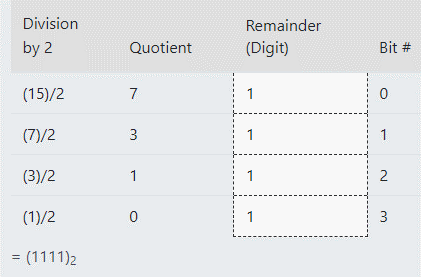 Division by 2 Quotient Remainder (Digit) Bit #
(15)/2 7 1 0
(7)/2 3 1 1
(3)/2 1 1 2
(1)/2 0 1 3
= (1111)₂